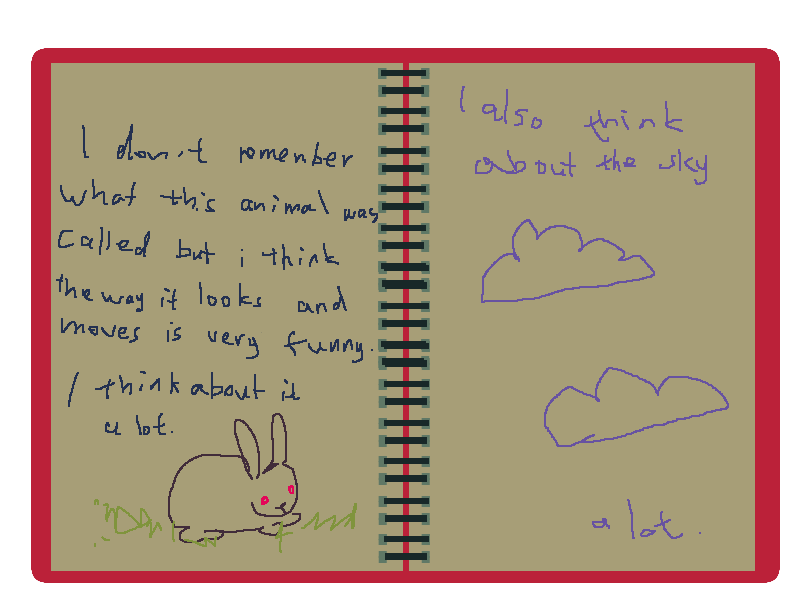 I don't remember
what this animal was
called but i think
the way it looks and
moves is very funny.
I think about it
a lot.
I also think
about the sky
a lot.